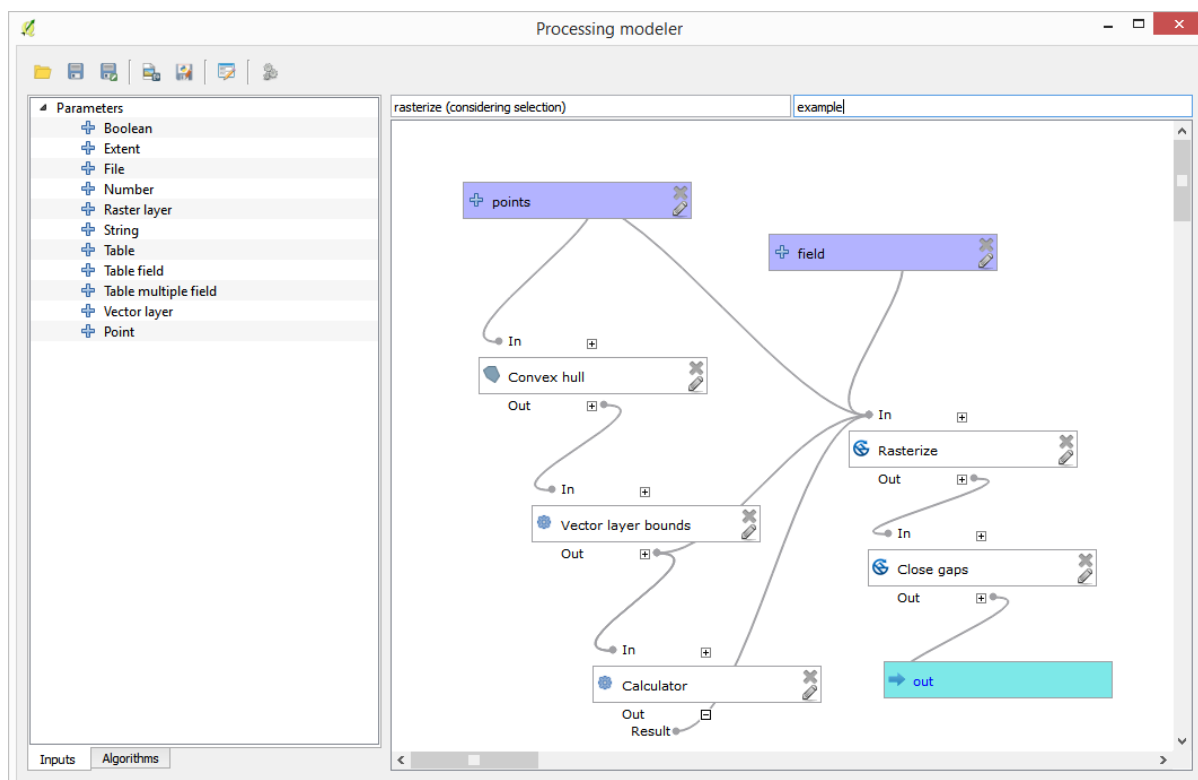 Processing modeler
Parameters
Boolean
Extent
File
Number
Raster layer
String
Table
Table field
Table multiple field
Vector layer
Point
Inputs
Algorithms
rasterize (considering selection)
example
points
field
In
Convex hull
Out
In
Rasterize
Out
In
Vector layer bounds
Out
In
Close gaps
Out
In
Calculator
Out
Result
out